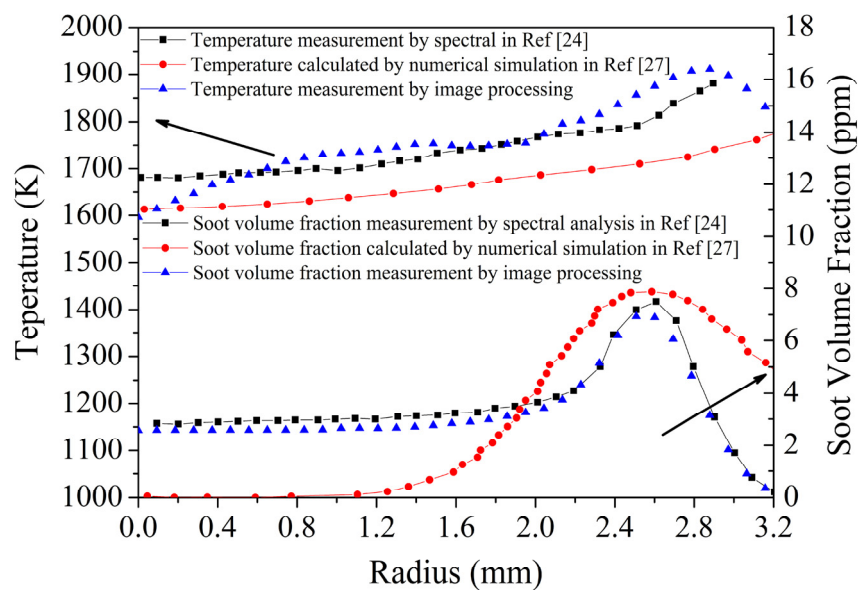 2000
1900
1800
1700
1600
1500
1400
1300
1200
1100
1000
Teperature (K)
Temperature measurement by spectral in Ref [24]
Temperature calculated by numerical simulation in Ref [27]
Temperature measurement by image processing
Soot volume fraction measurement by spectral analysis in Ref [24]
Soot volume fraction calculated by numerical simulation in Ref [27]
Soot volume fraction measurement by image processing
18
16
14
12
10
8
6
4
2
0
Soot Volume Fraction (ppm)
0.0 0.4 0.8 1.2 1.6 2.0 2.4 2.8 3.2
Radius (mm)